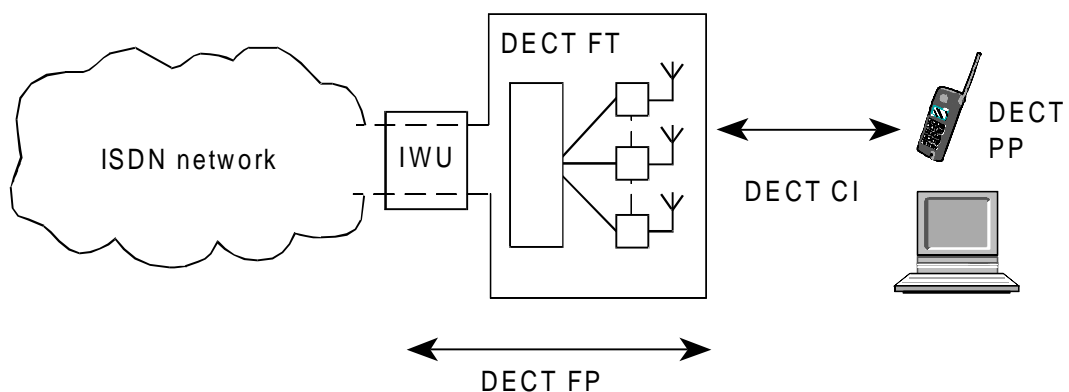 DECT FT
ISDN network
IWU
DECT CI
DECT
PP
DECT FP